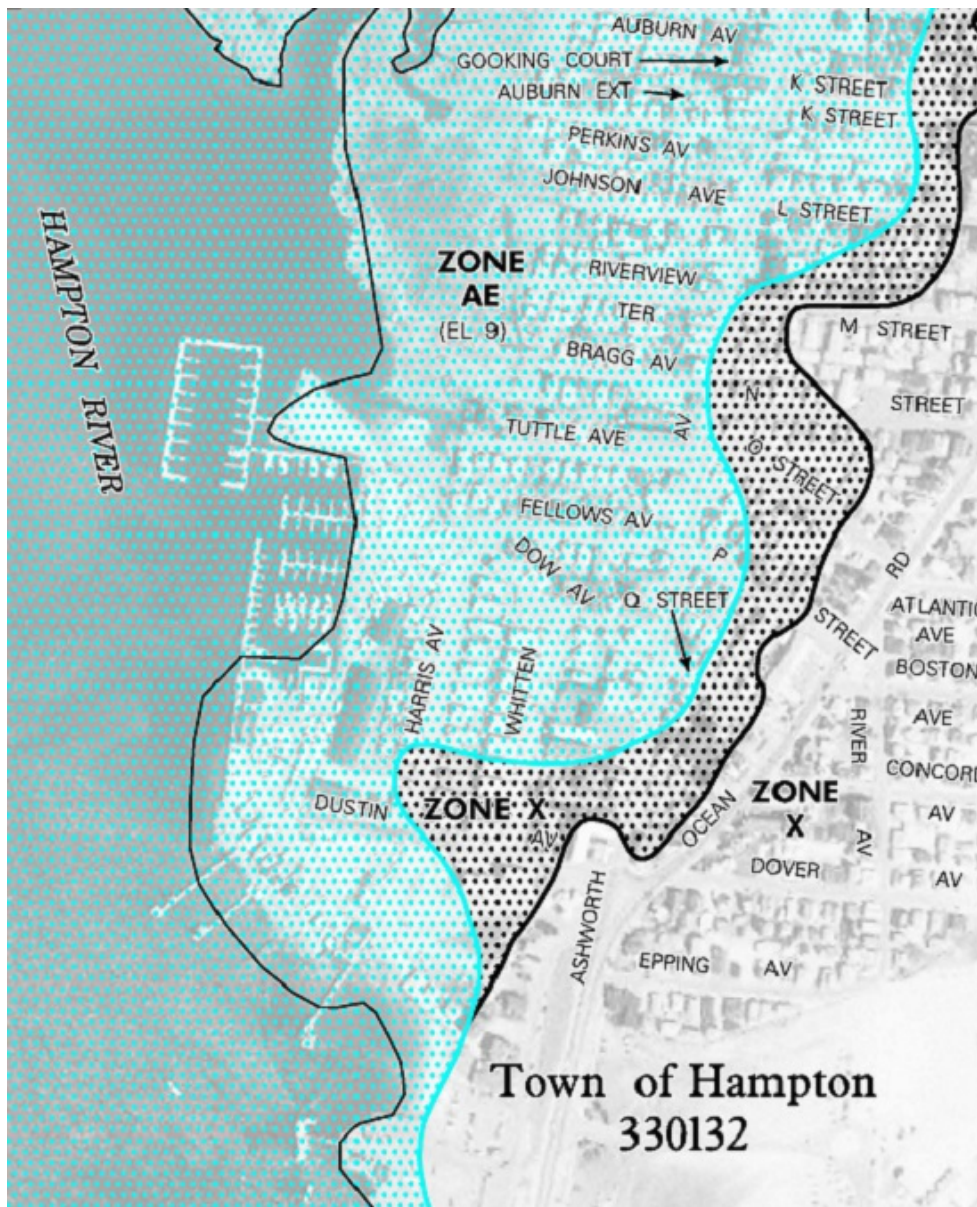 AUBURN AV
GOOKING COURT
AUBURN EXT
K STREET
K STREET
PERKINS AV
JOHNSON AVE
L STREET
HAMPTON RIVER
ZONE
AE
(EL 9)
RIVERVIEW
TER
BRAGG AV
M STREET
N
STREET
TUTTLE AVE
AV
O STREET
FELLOWS AV
DOW AV
P
STREET
Q STREET
RD
ATLANTIC
AVE
BOSTON
AVE
HARRIS AV
WHITTEN
RIVER
AV
CONCORD
AV
DUSTIN
ZONE X
AV
OCEAN
ZONE
X
DOVER
AV
ASHWORTH
EPPING AV
Town of Hampton
330132